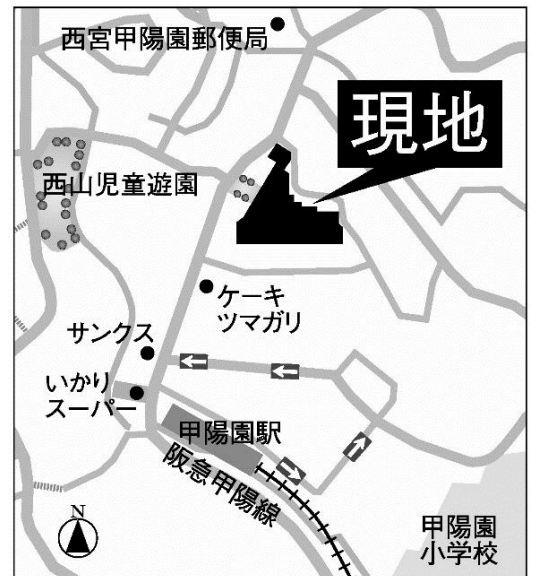 西宮甲陽園郵便局
現地
西山児童遊園
ケーキ
ツマガリ
サンクス
いかり
スーパー
甲陽園駅
阪急甲陽線
甲陽園
小学校
N